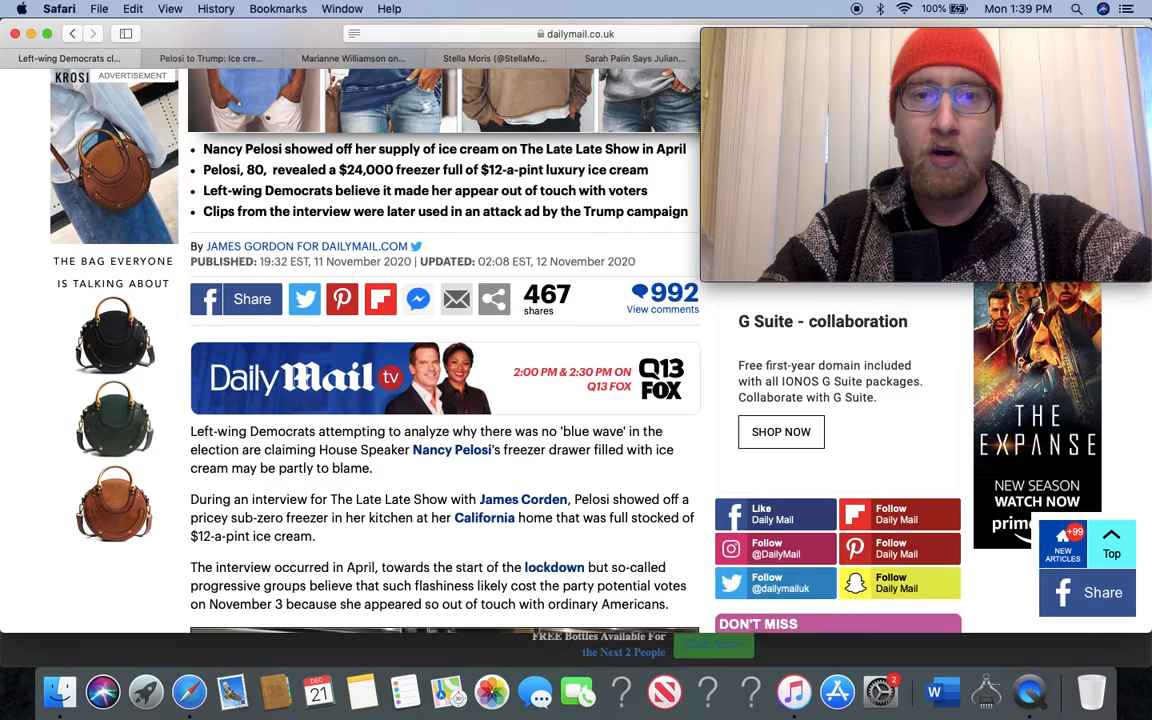 Safari File Edit View History Bookmarks Window Help
100% Mon 1:39 PM
dailymail.co.uk
Left-wing Democrats cl...
Pelosi to Trump: Ice cre...
Marianne Williamson on...
Stella Moris (@StellaMo...
Sarah Palin Says Julian...
KROSI
ADVERTISEMENT
THE BAG EVERYONE
IS TALKING ABOUT
• Nancy Pelosi showed off her supply of ice cream on The Late Late Show in April
• Pelosi, 80, revealed a $24,000 freezer full of $12-a-pint luxury ice cream
• Left-wing Democrats believe it made her appear out of touch with voters
• Clips from the interview were later used in an attack ad by the Trump campaign
By JAMES GORDON FOR DAILYMAIL.COM
PUBLISHED: 19:32 EST, 11 November 2020 | UPDATED: 02:08 EST, 12 November 2020
Share
467
shares
992
View comments
Daily Mail tv
2:00 PM & 2:30 PM ON
Q13 FOX
Q13
FOX
Left-wing Democrats attempting to analyze why there was no 'blue wave' in the
election are claiming House Speaker Nancy Pelosi's freezer drawer filled with ice
cream may be partly to blame.
During an interview for The Late Late Show with James Corden, Pelosi showed off a
pricey sub-zero freezer in her kitchen at her California home that was full stocked of
$12-a-pint ice cream.
The interview occurred in April, towards the start of the lockdown but so-called
progressive groups believe that such flashiness likely cost the party potential votes
on November 3 because she appeared so out of touch with ordinary Americans.
G Suite - collaboration
Free first-year domain included
with all IONOS G Suite packages.
Collaborate with G Suite.
SHOP NOW
Like
Daily Mail
Follow
Daily Mail
Follow
@DailyMail
Follow
Daily Mail
Follow
@dailymailuk
Follow
Daily Mail
DON'T MISS
THE
EXPANSE
NEW SEASON
WATCH NOW
prime
+99
NEW
ARTICLES
Top
Share
FREE Bottles Available For
the Next 2 People
DEC
21
2
W